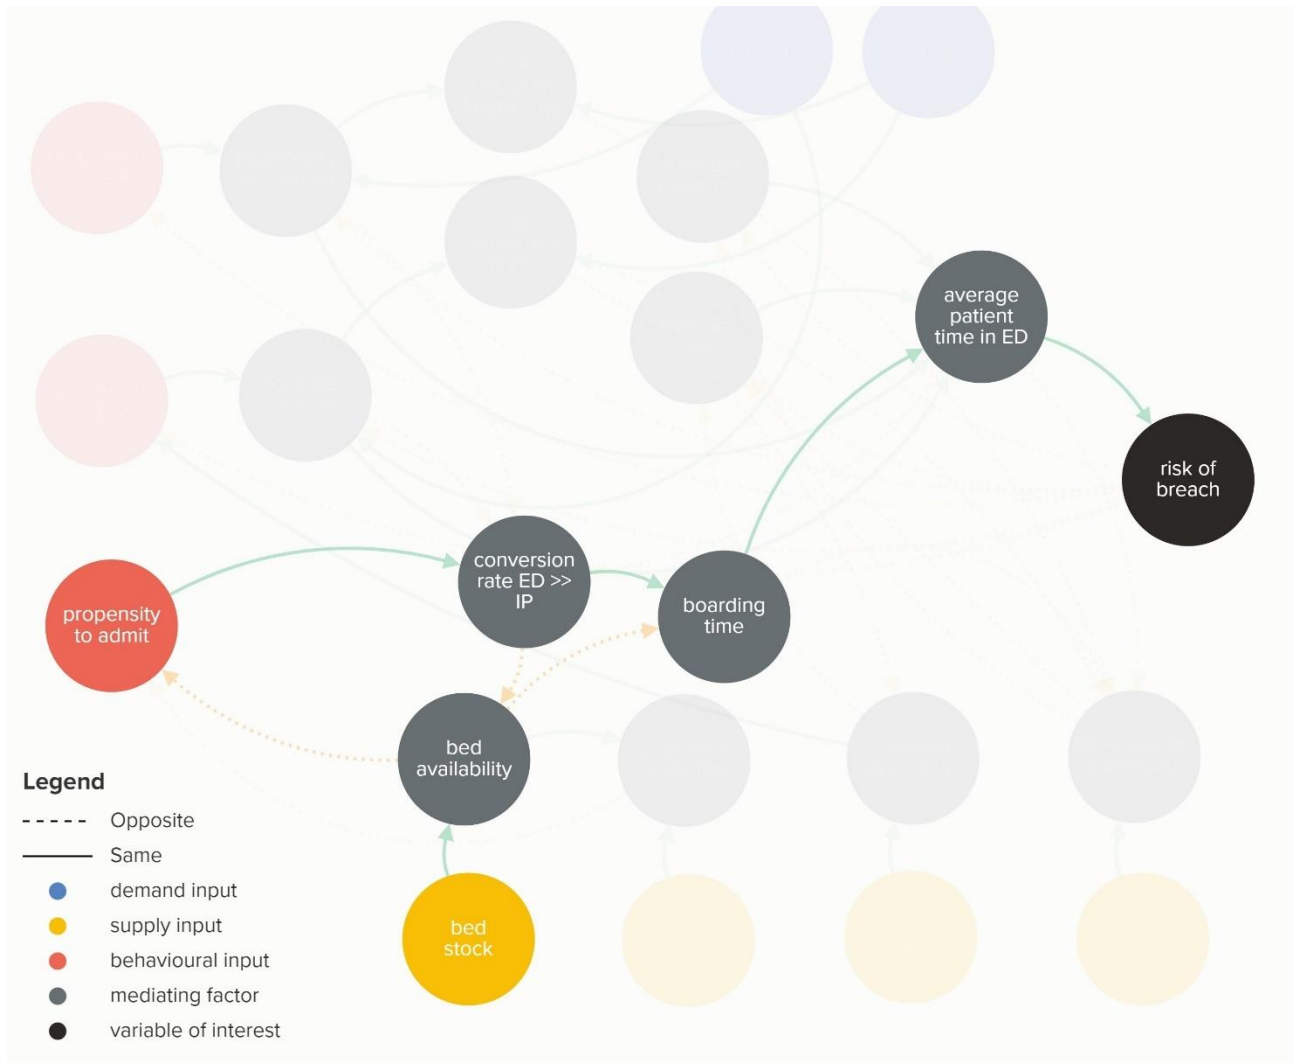 average
patient
time in ED
risk of
breach
conversion
rate ED >>
IP
propensity
to admit
boarding
time
bed
availability
bed
stock
Legend
Opposite
Same
demand input
supply input
behavioural input
mediating factor
variable of interest